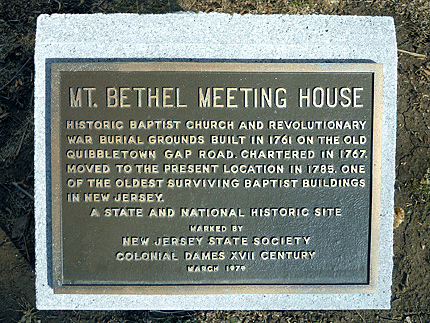 MT. BETHEL MEETING HOUSE
HISTORIC BAPTIST CHURCH AND REVOLUTIONARY
WAR BURIAL GROUNDS BUILT IN 1761 ON THE OLD
QUIBBLETOWN GAP ROAD. CHARTERED IN 1767.
MOVED TO THE PRESENT LOCATION IN 1785. ONE
OF THE OLDEST SURVIVING BAPTIST BUILDINGS
IN NEW JERSEY.
A STATE AND NATIONAL HISTORIC SITE
MARKED BY
NEW JERSEY STATE SOCIETY
COLONIAL DAMES XVII CENTURY
MARCH 1979